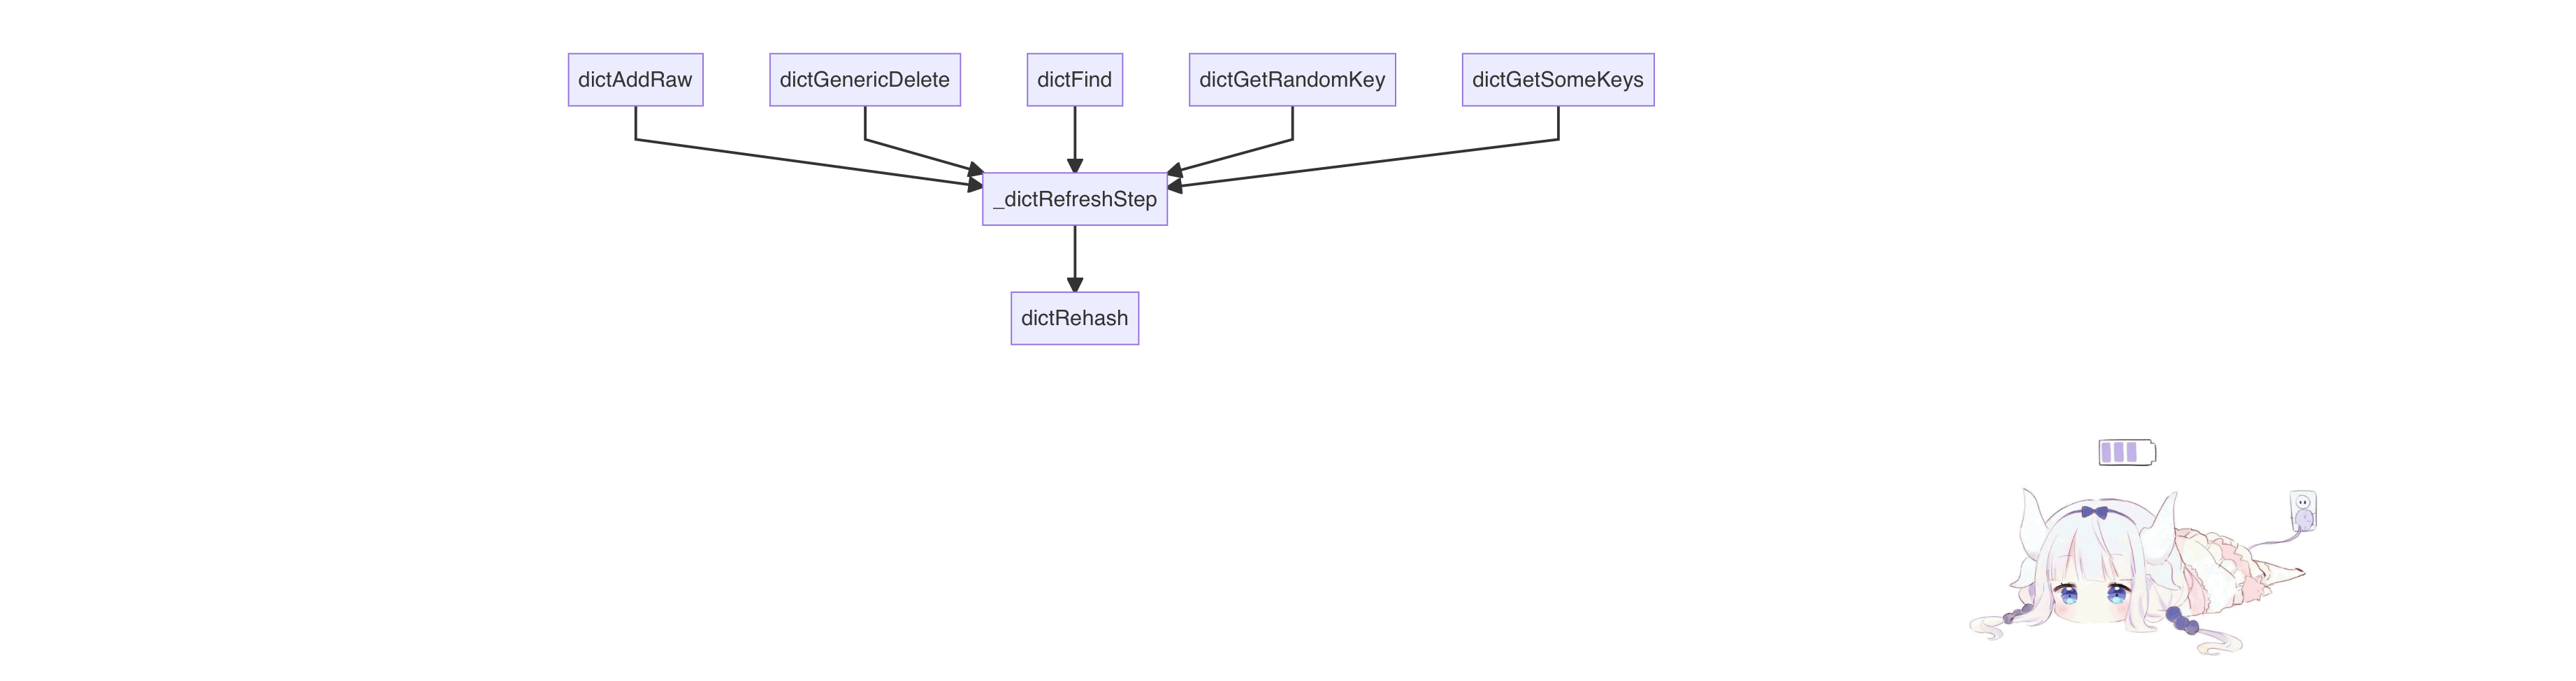 dictAddRaw
dictGenericDelete
dictFind
dictGetRandomKey
dictGetSomeKeys
_dictRefreshStep
dictRehash